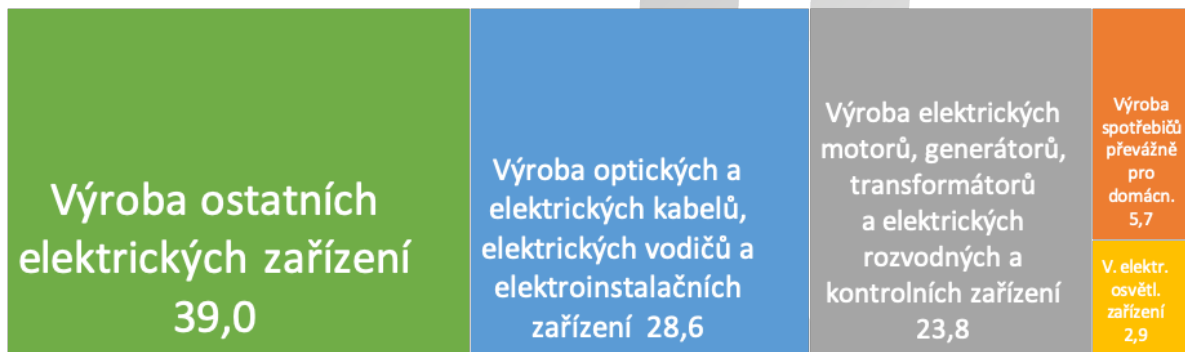 Výroba ostatních
elektrických zařízení
39,0
Výroba optických a
elektrických kabelů,
elektrických vodičů a
elektroinstalačních
zařízení 28,6
Výroba elektrických
motorů, generátorů,
transformátorů
a elektrických
rozvodných a
kontrolních zařízení
23,8
Výroba
spotřebičů
převážně
pro
domácn.
5,7
V. elektr.
osvětl.
zařízení
2,9